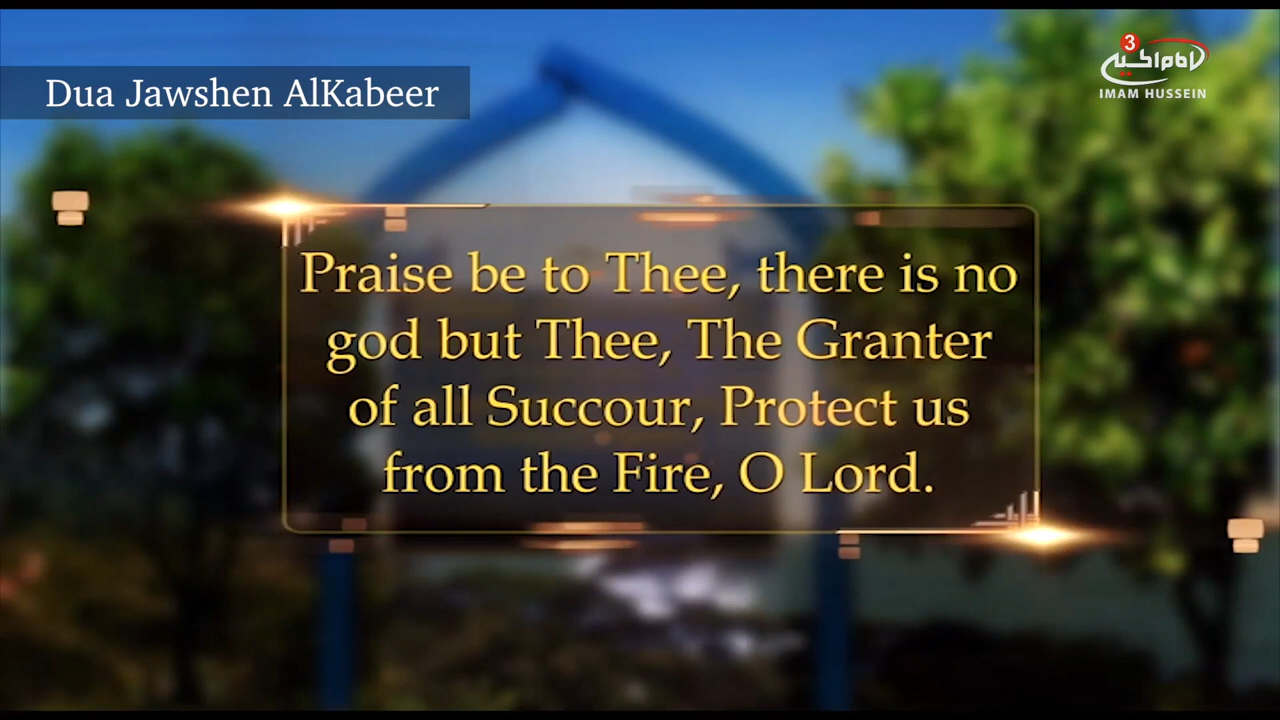 Dua Jawshen AlKabeer
3
IMAM HUSSEIN
Praise be to Thee, there is no
god but Thee, The Granter
of all Succour, Protect us
from the Fire, O Lord.